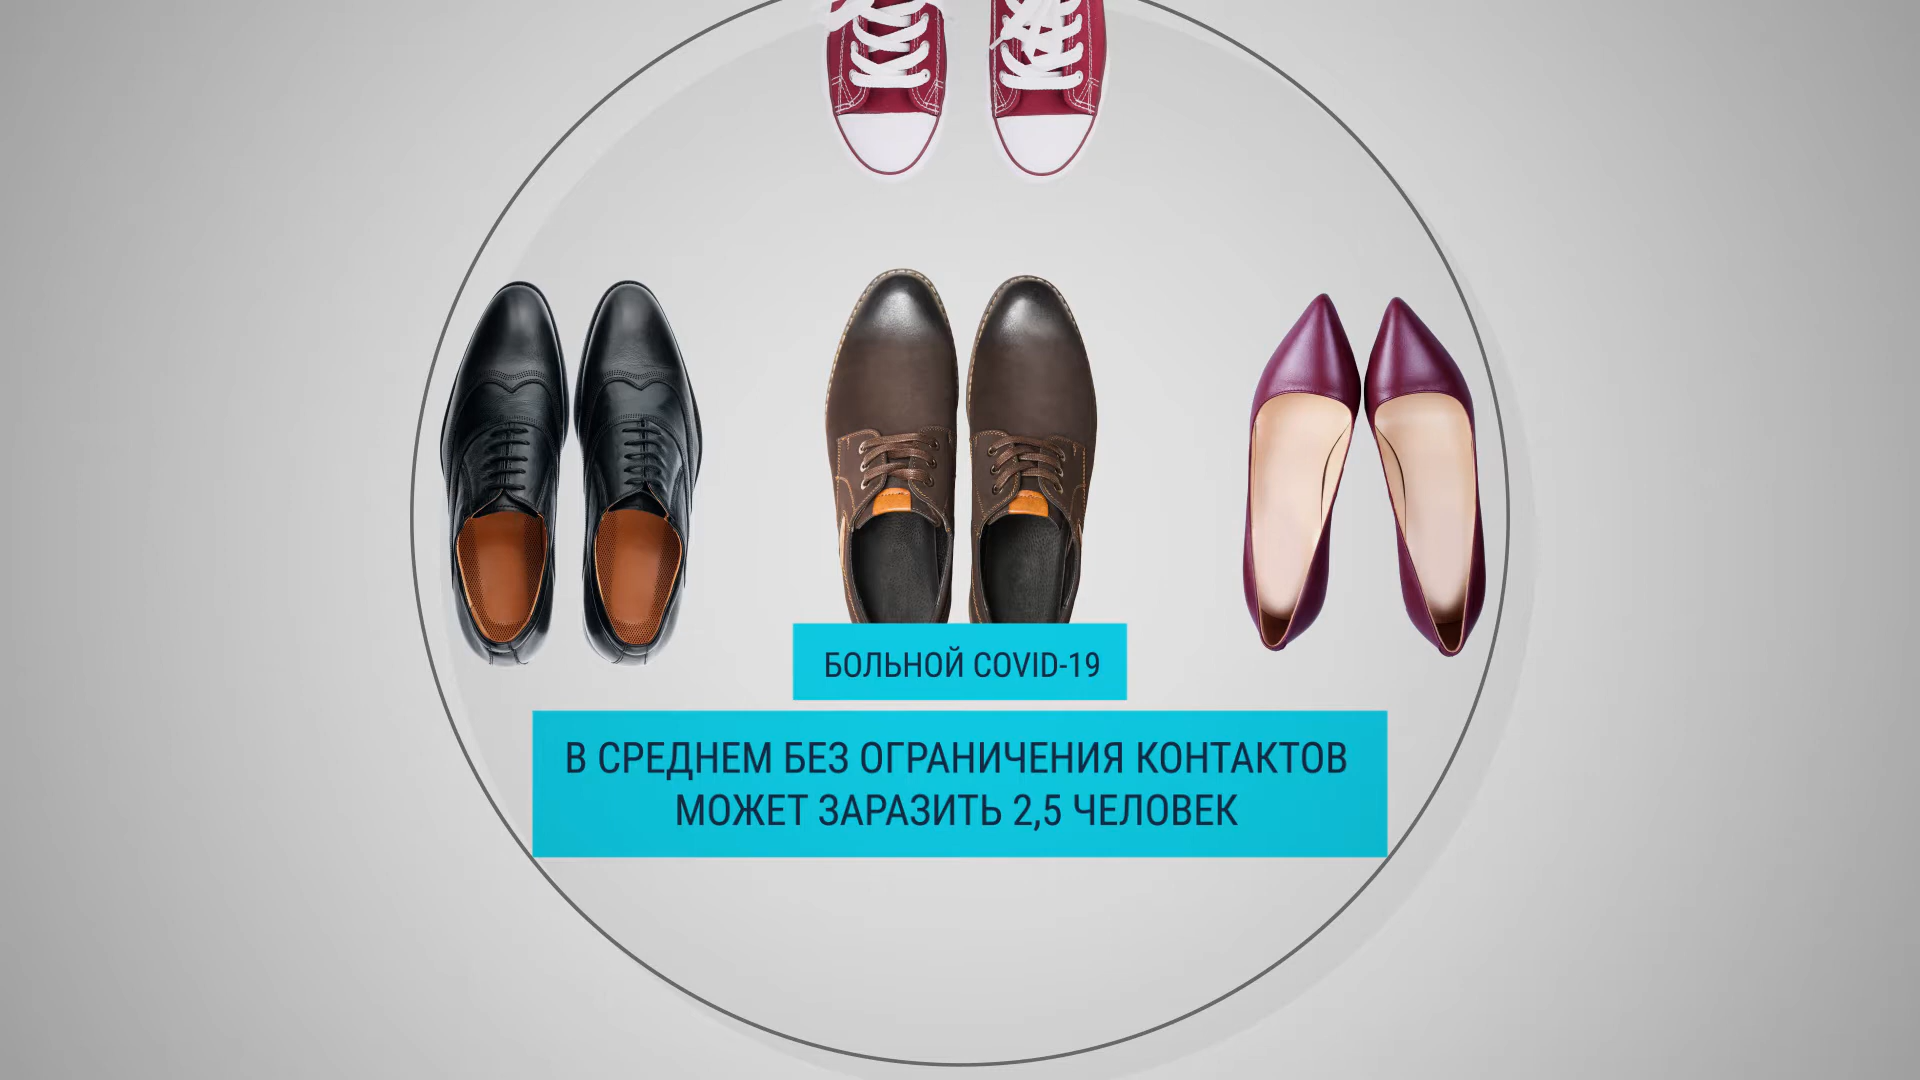 БОЛЬНОЙ COVID-19
В СРЕДНЕМ БЕЗ ОГРАНИЧЕНИЯ КОНТАКТОВ
МОЖЕТ ЗАРАЗИТЬ 2,5 ЧЕЛОВЕК